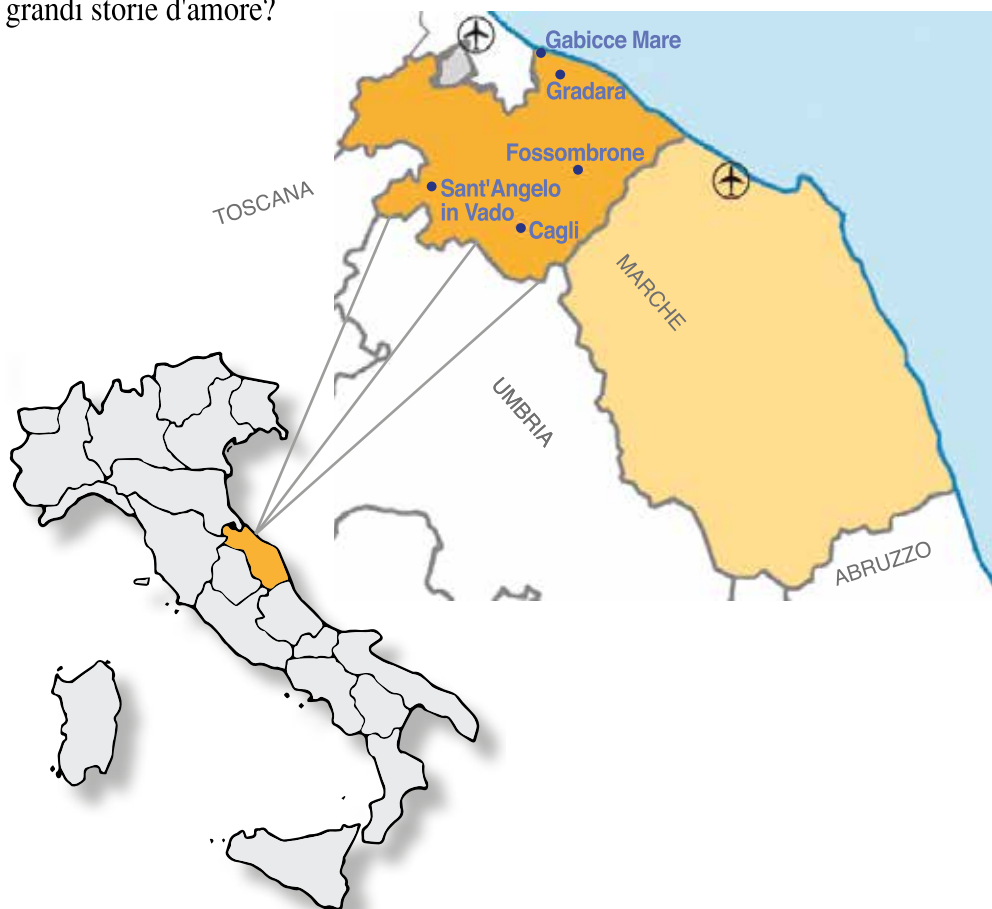 grandi storie d'amore?
Gabicce Mare
Gradara
Fossombrone
Sant'Angelo
in Vado
Cagli
TOSCANA
MARCHE
UMBRIA
ABRUZZO